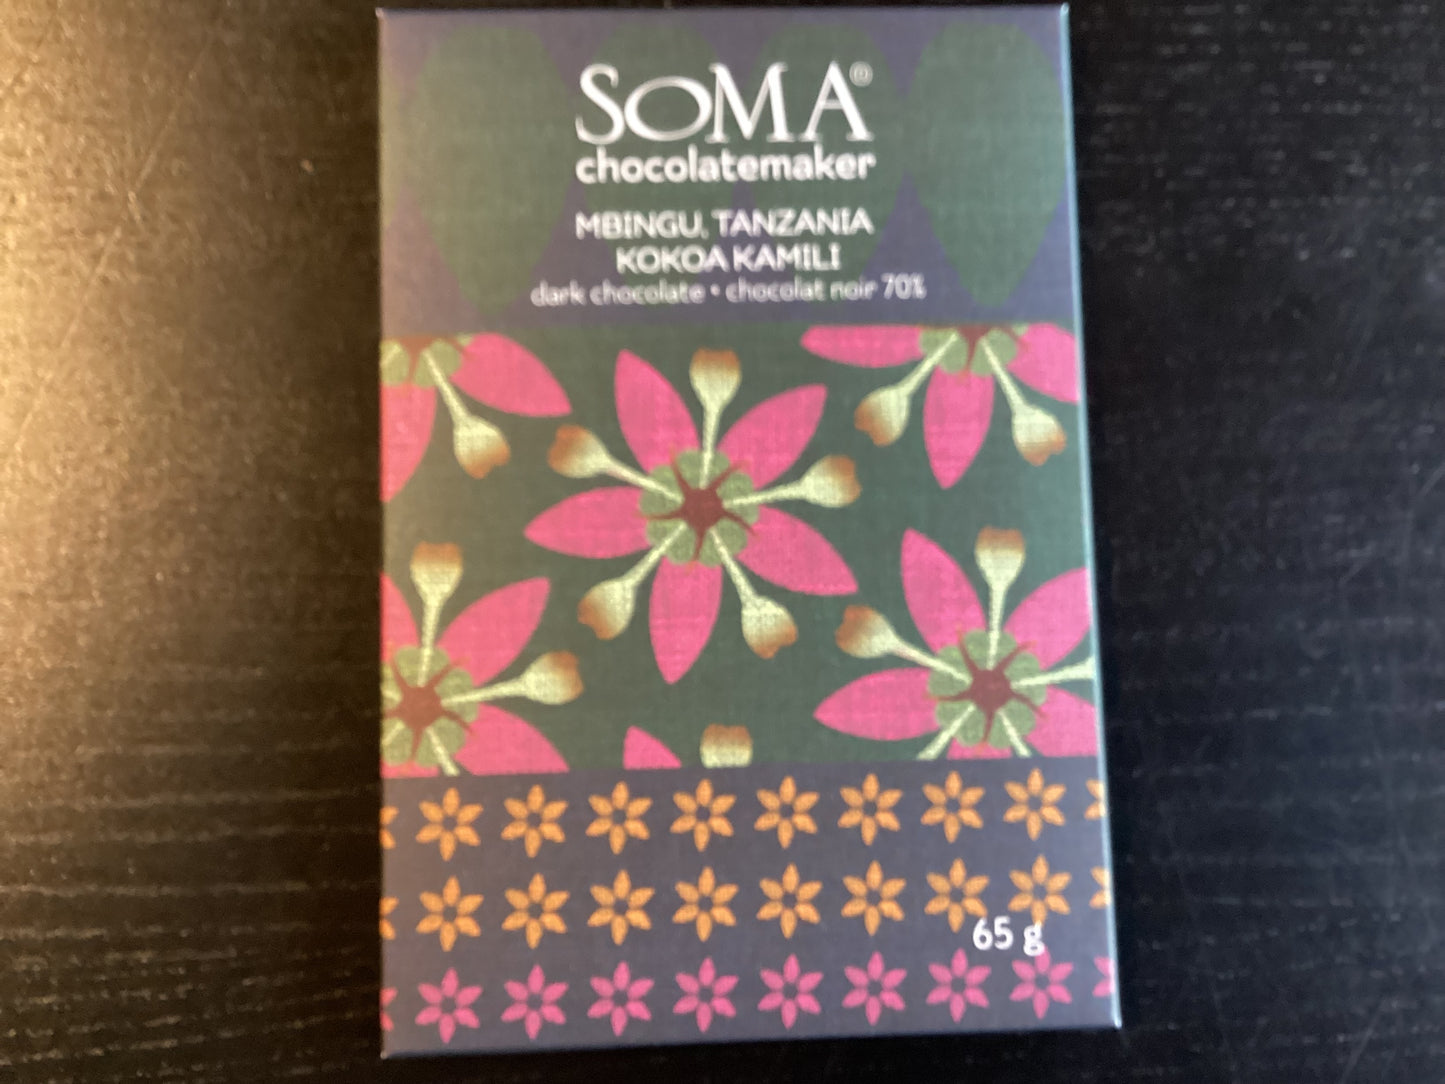 SOMA®
chocolatemaker
MBINGU, TANZANIA
KOKOA KAMILI
dark chocolate • chocolat noir 70%
65 g